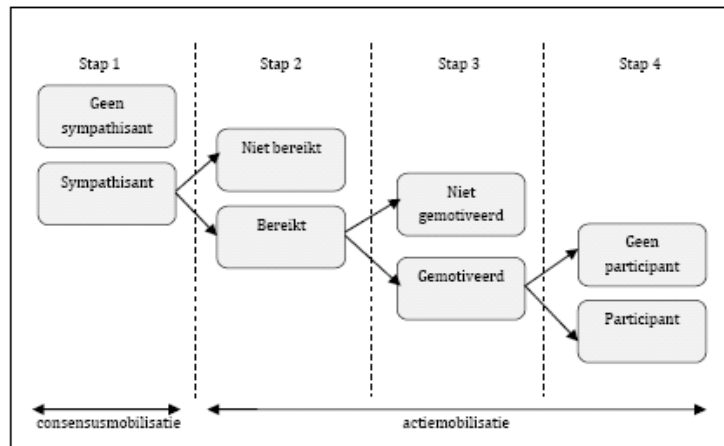 Stap 1
Stap 2
Stap 3
Stap 4
Geen
sympathisant
Sympathisant
Niet bereikt
Bereikt
Niet
gemotiveerd
Gemotiveerd
Geen
participant
Participant
consensusmobilisatie
actiemobilisatie